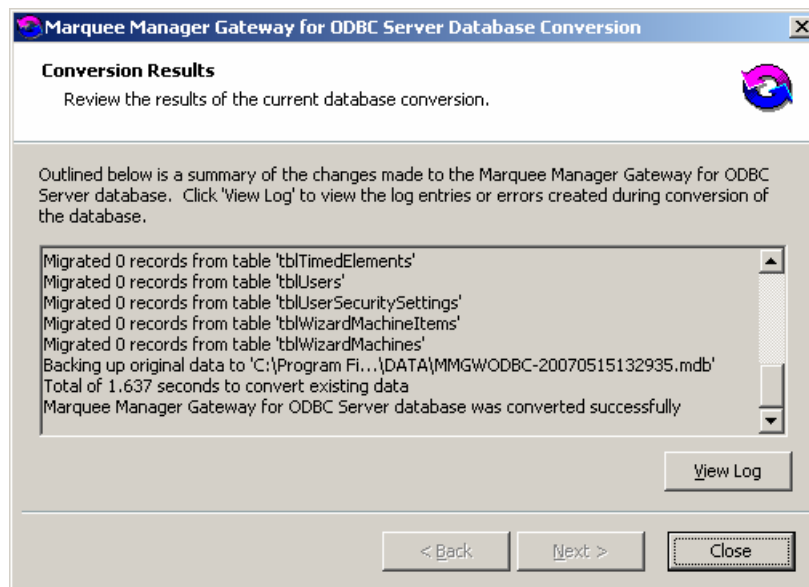 Marquee Manager Gateway for ODBC Server Database Conversion
Conversion Results
Review the results of the current database conversion.
Outlined below is a summary of the changes made to the Marquee Manager Gateway for ODBC
Server database. Click 'View Log' to view the log entries or errors created during conversion of
the database.
Migrated 0 records from table 'tblTimedElements'
Migrated 0 records from table 'tblUsers'
Migrated 0 records from table 'tblUserSecuritySettings'
Migrated 0 records from table 'tblWizardMachineItems'
Migrated 0 records from table 'tblWizardMachines'
Backing up original data to 'C:\Program Fi...\DATA\MMGWODBC-20070515132935.mdb'
Total of 1.637 seconds to convert existing data
Marquee Manager Gateway for ODBC Server database was converted successfully
View Log
< Back
Next >
Close